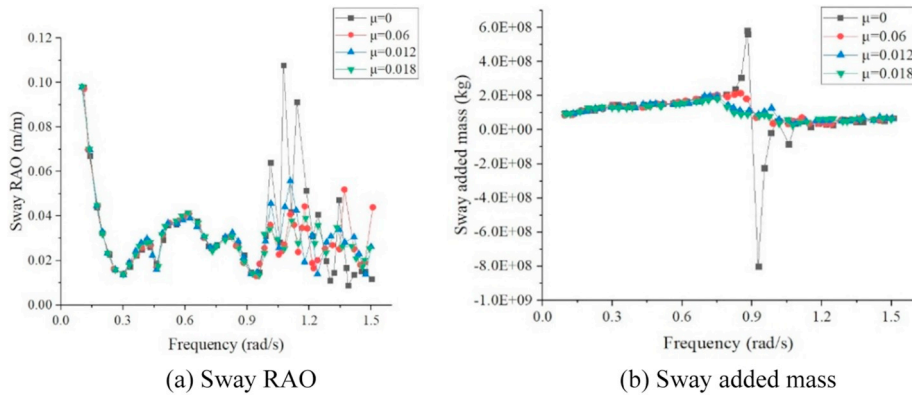 μ=0
μ=0.06
μ=0.012
μ=0.018
Sway RAO (m/m)
0.12
0.10
0.08
0.06
0.04
0.02
0.00
0.0 0.3 0.6 0.9 1.2 1.5
Frequency (rad/s)
(a) Sway RAO
μ=0
μ=0.06
μ=0.012
μ=0.018
Sway added mass (kg)
6.0E+08
4.0E+08
2.0E+08
0.0E+00
-2.0E+08
-4.0E+08
-6.0E+08
-8.0E+08
-1.0E+09
0.0 0.3 0.6 0.9 1.2 1.5
Frequency (rad/s)
(b) Sway added mass